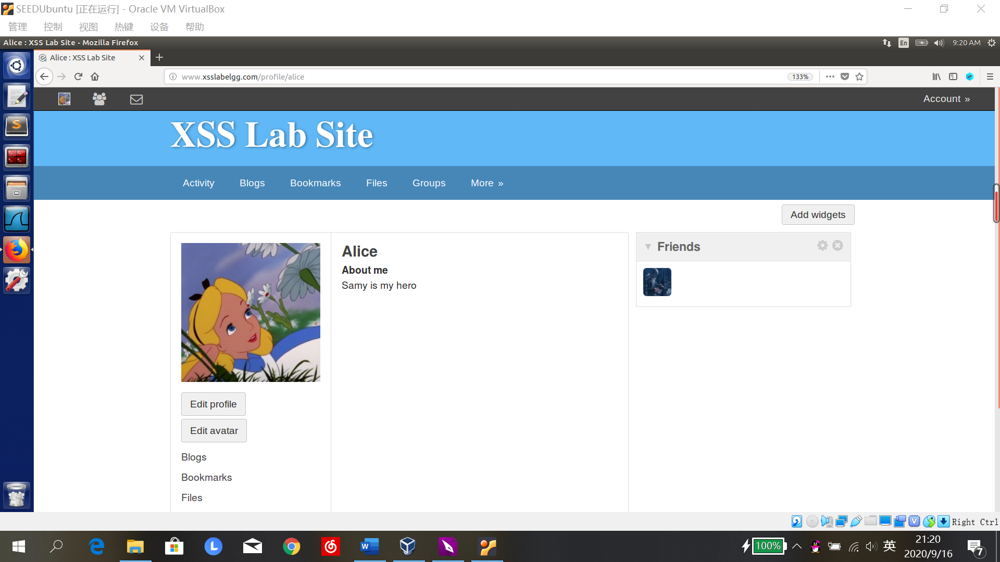 SEEDUbuntu [正在运行] - Oracle VM VirtualBox
管理 控制 视图 热键 设备 帮助
Alice : XSS Lab Site - Mozilla Firefox
En 9:20 AM
Alice : XSS Lab Site
www.xsslabelgg.com/profile/alice 133%
Account »
XSS Lab Site
Activity Blogs Bookmarks Files Groups More »
Add widgets
Alice
About me
Samy is my hero
Friends
Edit profile
Edit avatar
Blogs
Bookmarks
Files
Right Ctrl
100% 英 21:20
2020/9/16
7